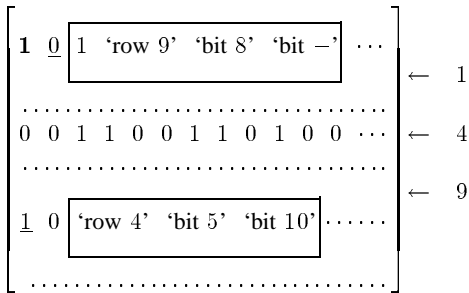 1 0 1 ‘row 9’ ‘bit 8’ ‘bit −’ ···
← 1
..................................
0 0 1 1 0 0 1 1 0 1 0 0 ···
← 4
..................................
← 9
1 0 ‘row 4’ ‘bit 5’ ‘bit 10’ ······
..................................